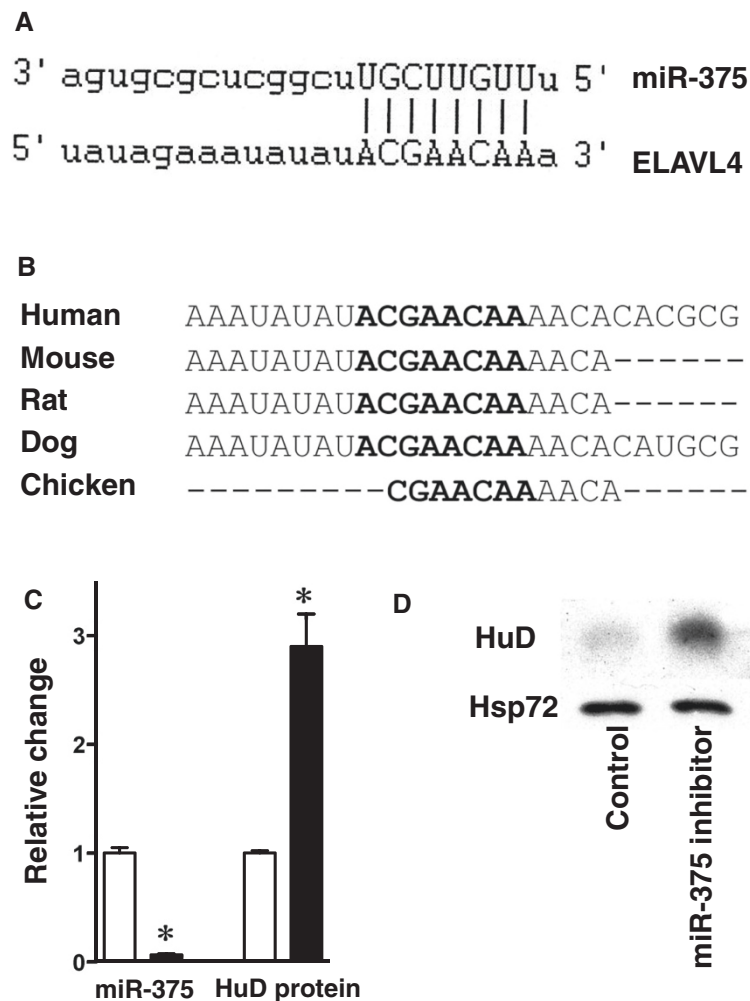 A
3' agugcgcucggcuUGCUUGUUu 5' miR-375
5' uauagaaauauauACGAACAAa 3' ELAVL4
B
Human AAAUAUAUACGAACAAAACACACGCG
Mouse AAAUAUAUACGAACAAAACA------
Rat AAAUAUAUACGAACAAAACA------
Dog AAAUAUAUACGAACAAAACACAUGCG
Chicken ---------CGAACAAAACA------
C
Relative change
3
2
1
0
*
*
miR-375 HuD protein
D
HuD
Hsp72
Control
miR-375 inhibitor